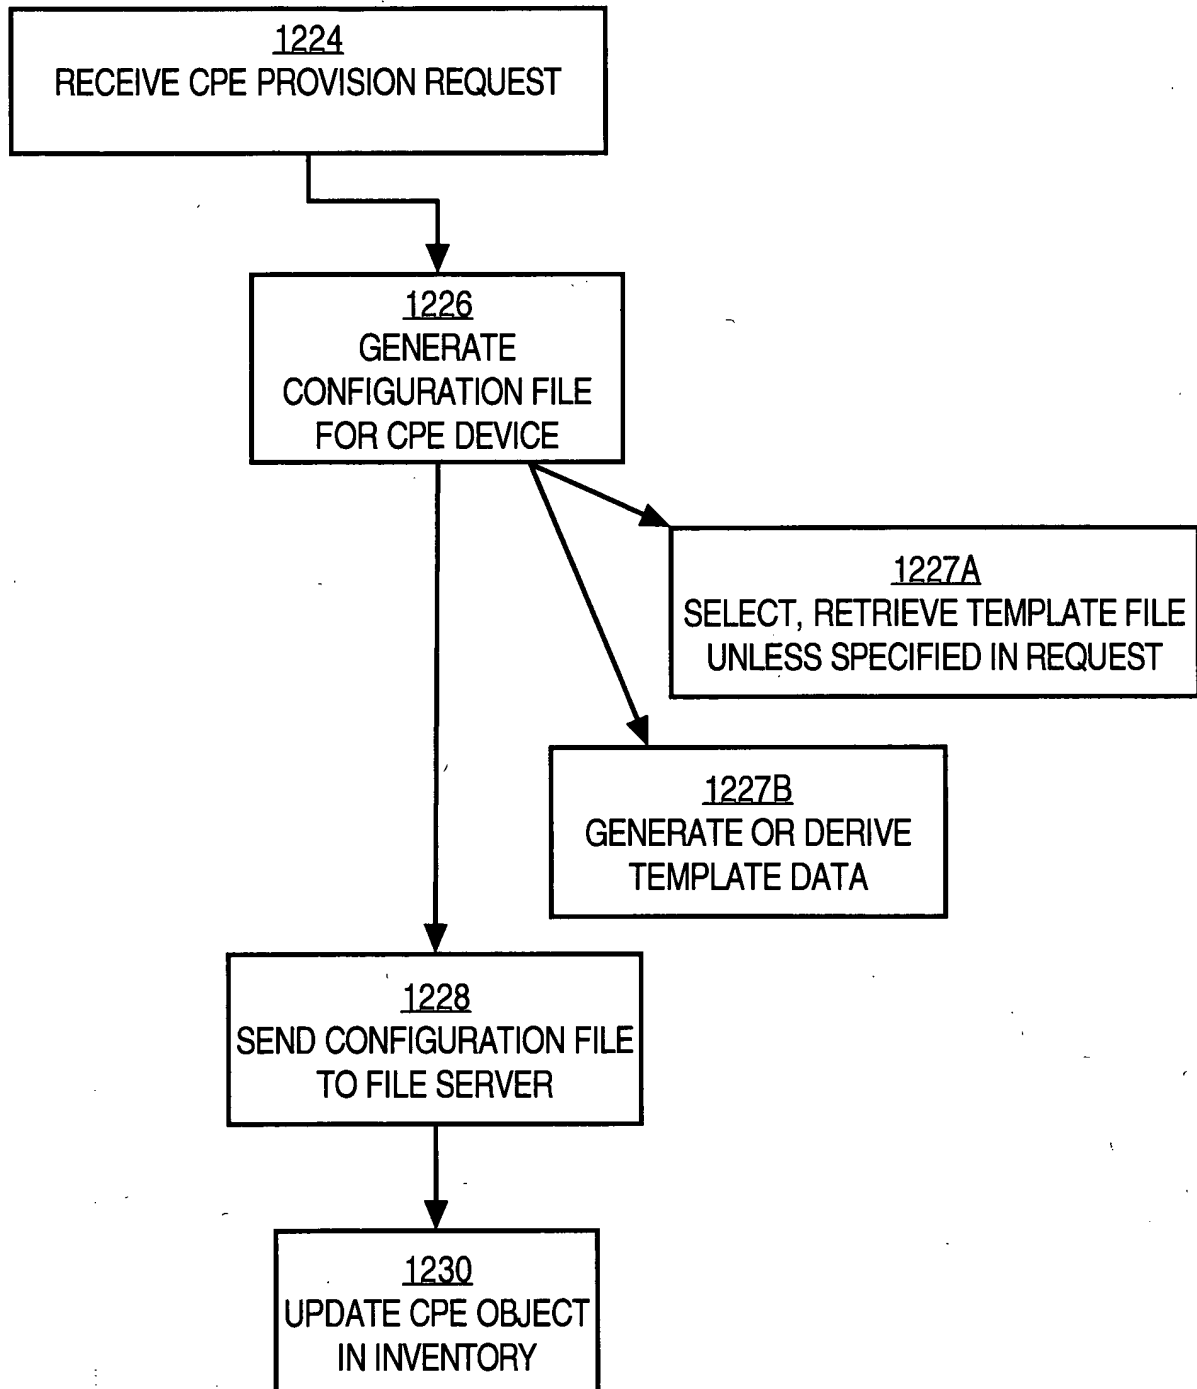 1224
RECEIVE CPE PROVISION REQUEST
1226
GENERATE
CONFIGURATION FILE
FOR CPE DEVICE
1227A
SELECT, RETRIEVE TEMPLATE FILE
UNLESS SPECIFIED IN REQUEST
1227B
GENERATE OR DERIVE
TEMPLATE DATA
1228
SEND CONFIGURATION FILE
TO FILE SERVER
1230
UPDATE CPE OBJECT
IN INVENTORY